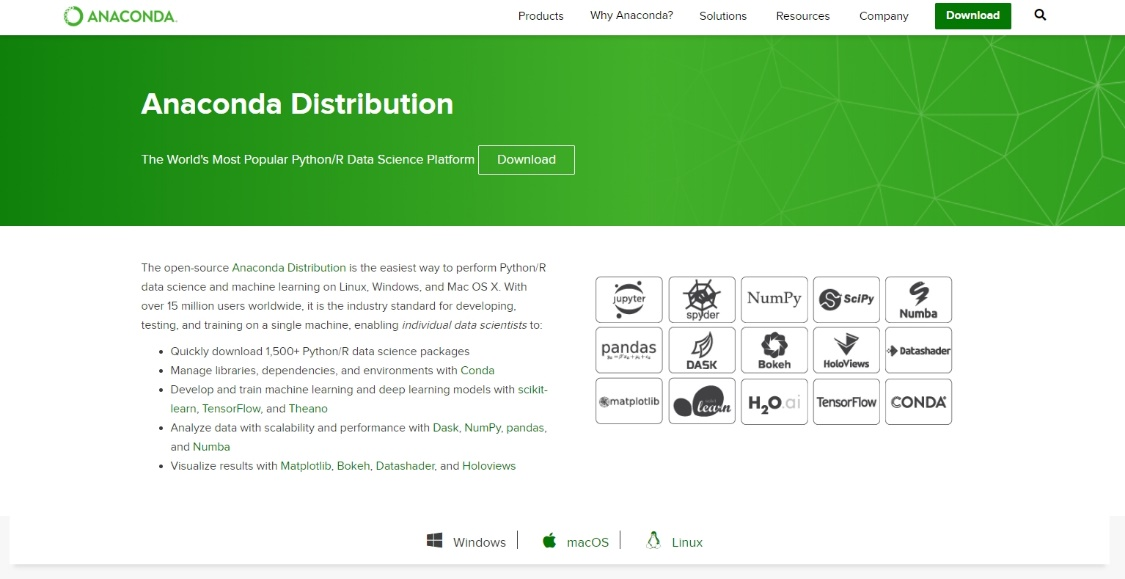 ANACONDA.
Products Why Anaconda? Solutions Resources Company Download
Anaconda Distribution
The World's Most Popular Python/R Data Science Platform Download
The open-source Anaconda Distribution is the easiest way to perform Python/R
data science and machine learning on Linux, Windows, and Mac OS X. With
over 15 million users worldwide, it is the industry standard for developing,
testing, and training on a single machine, enabling individual data scientists to:
• Quickly download 1,500+ Python/R data science packages
• Manage libraries, dependencies, and environments with Conda
• Develop and train machine learning and deep learning models with scikit-
learn, TensorFlow, and Theano
• Analyze data with scalability and performance with Dask, NumPy, pandas,
and Numba
• Visualize results with Matplotlib, Bokeh, Datashader, and Holoviews
jupyter spyder NumPy SciPy Numba
pandas DASK Bokeh HoloViews Datashader
matplotlib learn H2O.ai TensorFlow CONDA
Windows macOS Linux